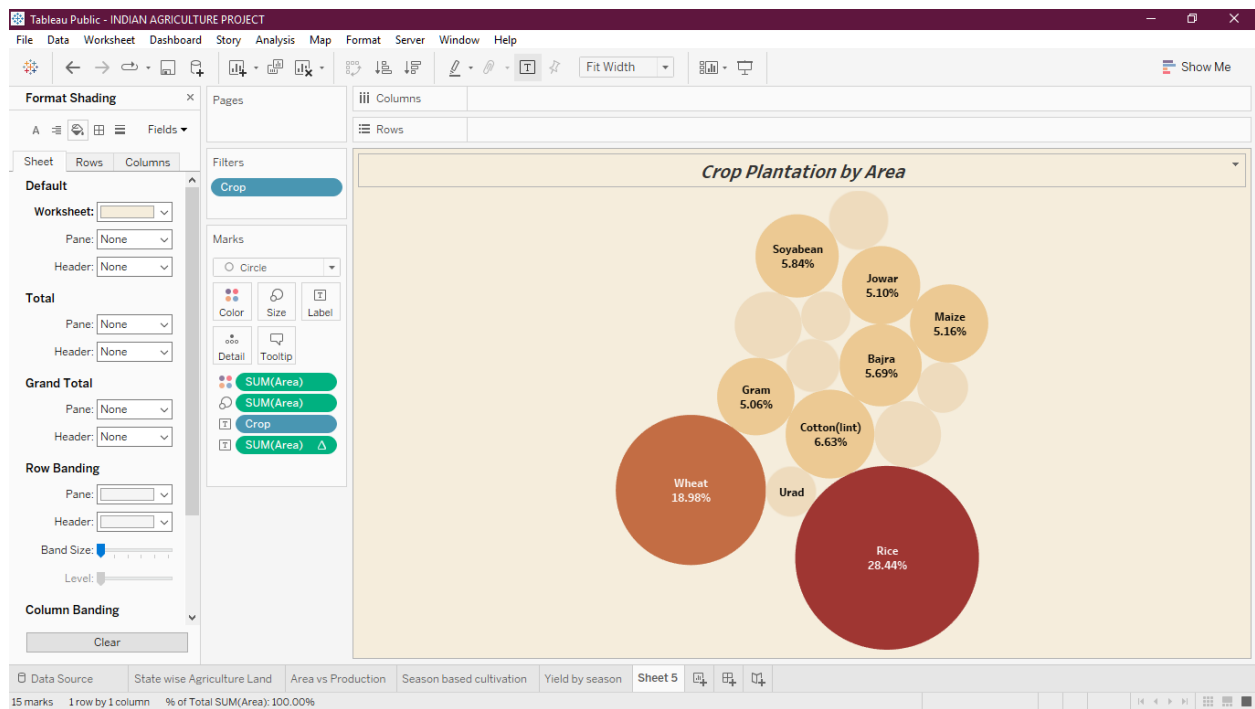 Tableau Public - INDIAN AGRICULTURE PROJECT
File Data Worksheet Dashboard Story Analysis Map Format Server Window Help
Fit Width
Show Me
Format Shading
Fields
Sheet Rows Columns
Default
Worksheet:
Pane: None
Header: None
Total
Pane: None
Header: None
Grand Total
Pane: None
Header: None
Row Banding
Pane:
Header:
Band Size:
Level:
Column Banding
Clear
Pages
Filters
Crop
Marks
Circle
Color Size Label
Detail Tooltip
SUM(Area)
SUM(Area)
Crop
SUM(Area) Δ
Columns
Rows
Crop Plantation by Area
Soyabean
5.84%
Jowar
5.10%
Maize
5.16%
Bajra
5.69%
Gram
5.06%
Cotton(lint)
6.63%
Wheat
18.98%
Urad
Rice
28.44%
Data Source State wise Agriculture Land Area vs Production Season based cultivation Yield by season Sheet 5
15 marks 1 row by 1 column % of Total SUM(Area): 100.00%